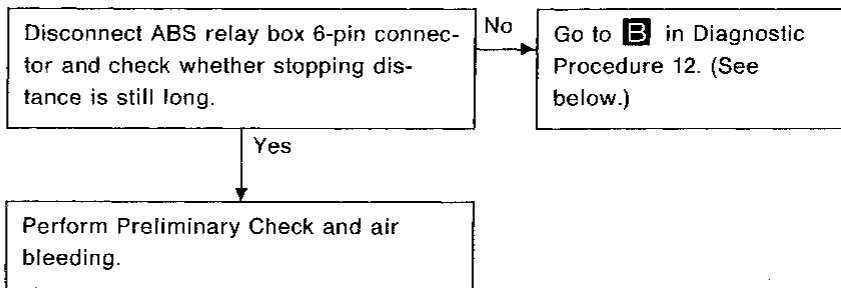 Disconnect ABS relay box 6-pin connec-
tor and check whether stopping dis-
tance is still long.
No
Go to B in Diagnostic
Procedure 12. (See
below.)
Yes
Perform Preliminary Check and air
bleeding.